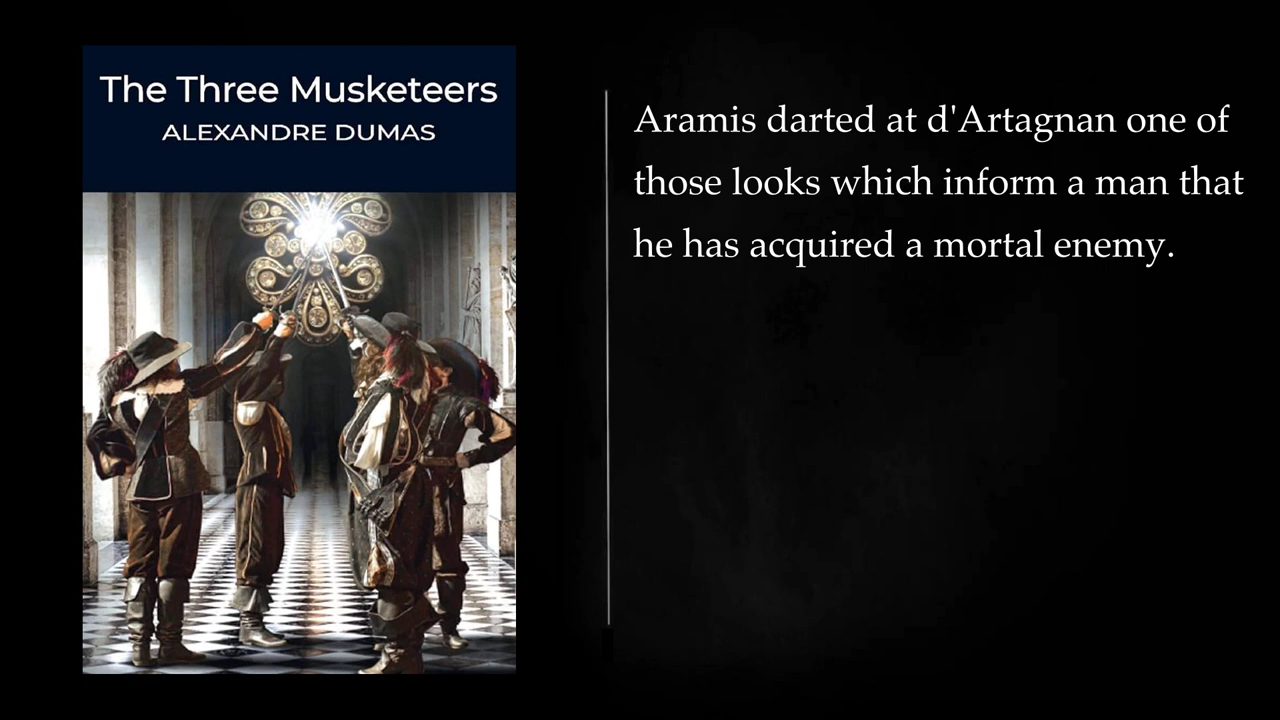 The Three Musketeers
ALEXANDRE DUMAS
Aramis darted at d'Artagnan one of
those looks which inform a man that
he has acquired a mortal enemy.